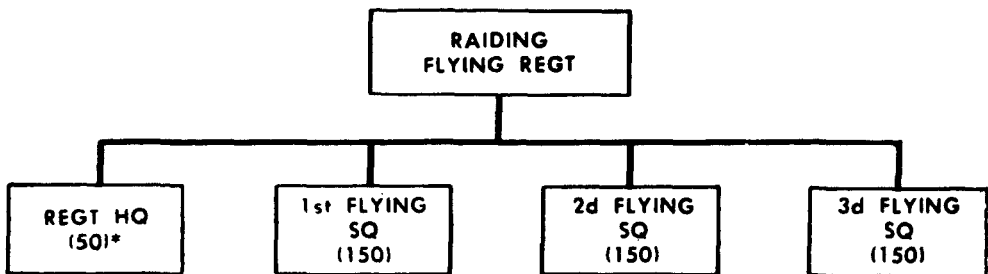 RAIDING
FLYING REGT
REGT HQ
(50)*
1st FLYING
SQ
(150)
2d FLYING
SQ
(150)
3d FLYING
SQ
(150)